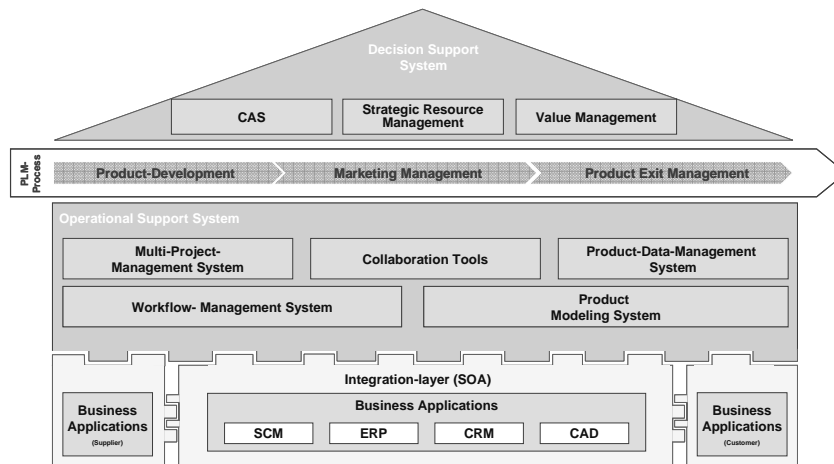 Decision Support
System
CAS
Strategic Resource
Management
Value Management
PLM-
Process
Product-Development
Marketing Management
Product Exit Management
Operational Support System
Multi-Project-
Management System
Collaboration Tools
Product-Data-Management
System
Workflow- Management System
Product
Modeling System
Integration-layer (SOA)
Business
Applications
(Supplier)
Business Applications
SCM
ERP
CRM
CAD
Business
Applications
(Customer)